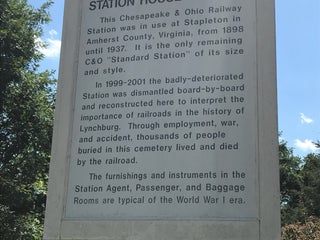 STATION HOUSE
This Chesapeake & Ohio Railway
Station was in use at Stapleton in
Amherst County, Virginia, from 1898
until 1937. It is the only remaining
C&O "Standard Station" of its size
and style.
In 1999-2001 the badly-deteriorated
Station was dismantled board-by-board
and reconstructed here to interpret the
importance of railroads in the history of
Lynchburg. Through employment, war,
and accident, thousands of people
buried in this cemetery lived and died
by the railroad.
The furnishings and instruments in the
Station Agent, Passenger, and Baggage
Rooms are typical of the World War I era.